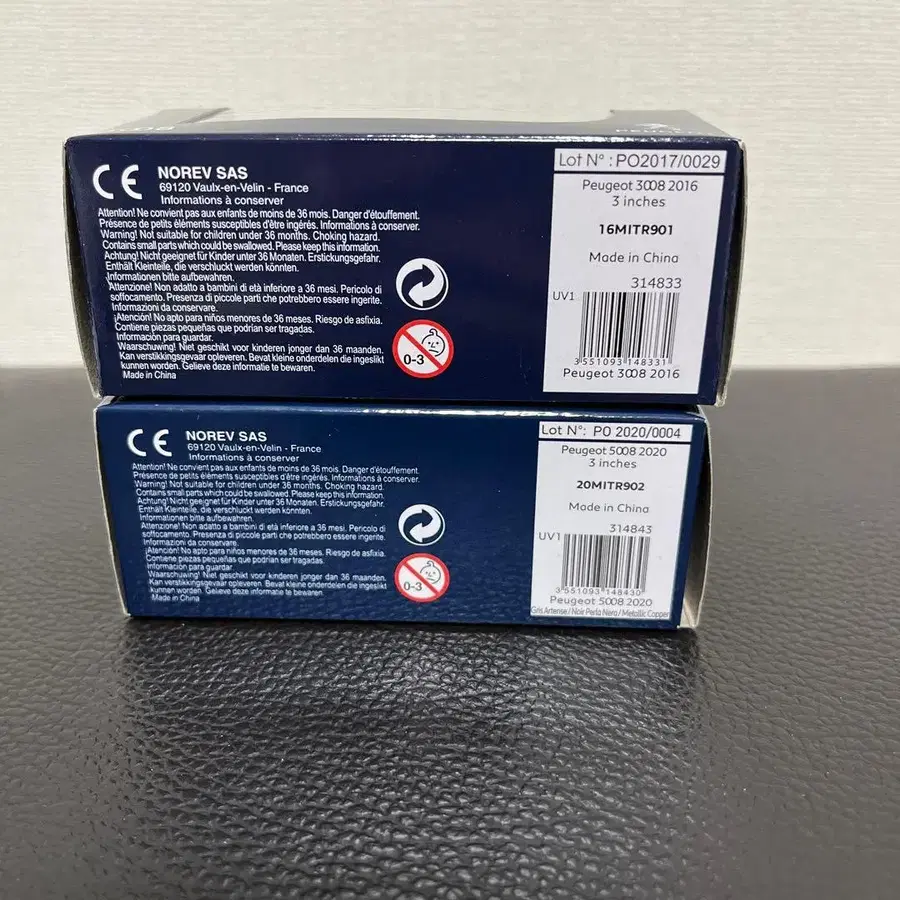 CE
NOREV SAS
69120 Vaulx-en-Velin - France
Informations à conserver
Attention! Ne convient pas aux enfants de moins de 36 mois. Danger d'étouffement.
Présence de petits éléments susceptibles d'être ingérés. Informations à conserver.
Warning! Not suitable for children under 36 months. Choking hazard.
Contains small parts which could be swallowed. Please keep this information.
Achtung! Nicht geeignet für Kinder unter 36 Monaten. Erstickungsgefahr.
Enthält Kleinteile, die verschluckt werden könnten.
Informationen bitte aufbewahren.
Attenzione! Non adatto a bambini di età inferiore a 36 mesi. Pericolo di
soffocamento. Presenza di piccole parti che potrebbero essere ingerite.
Informazioni da conservare.
¡Atención! No apto para niños menores de 36 meses. Riesgo de asfixia.
Contiene piezas pequeñas que podrían ser tragadas.
Información para guardar.
Waarschuwing! Niet geschikt voor kinderen jonger dan 36 maanden.
Kan verstikkingsgevaar opleveren. Bevat kleine onderdelen die ingeslikt
kunnen worden. Gelieve deze informatie te bewaren.
Made in China
0-3
Lot N° : PO2017/0029
Peugeot 3008 2016
3 inches
16MITR901
Made in China
314833
UV1
3 551093 148331
Peugeot 3008 2016
CE
NOREV SAS
69120 Vaulx-en-Velin - France
Informations à conserver
Attention! Ne convient pas aux enfants de moins de 36 mois. Danger d'étouffement.
Présence de petits éléments susceptibles d'être ingérés. Informations à conserver.
Warning! Not suitable for children under 36 months. Choking hazard.
Contains small parts which could be swallowed. Please keep this information.
Achtung! Nicht geeignet für Kinder unter 36 Monaten. Erstickungsgefahr.
Enthält Kleinteile, die verschluckt werden könnten.
Informationen bitte aufbewahren.
Attenzione! Non adatto a bambini di età inferiore a 36 mesi. Pericolo di
soffocamento. Presenza di piccole parti che potrebbero essere ingerite.
Informazioni da conservare.
¡Atención! No apto para niños menores de 36 meses. Riesgo de asfixia.
Contiene piezas pequeñas que podrían ser tragadas.
Información para guardar.
Waarschuwing! Niet geschikt voor kinderen jonger dan 36 maanden.
Kan verstikkingsgevaar opleveren. Bevat kleine onderdelen die ingeslikt
kunnen worden. Gelieve deze informatie te bewaren.
Made in China
0-3
Lot N°: PO 2020/0004
Peugeot 5008 2020
3 inches
20MITR902
Made in China
314843
UV1
3 551093 148430
Peugeot 5008 2020
Gris Artense / Noir Perla Nera / Metallic Copper